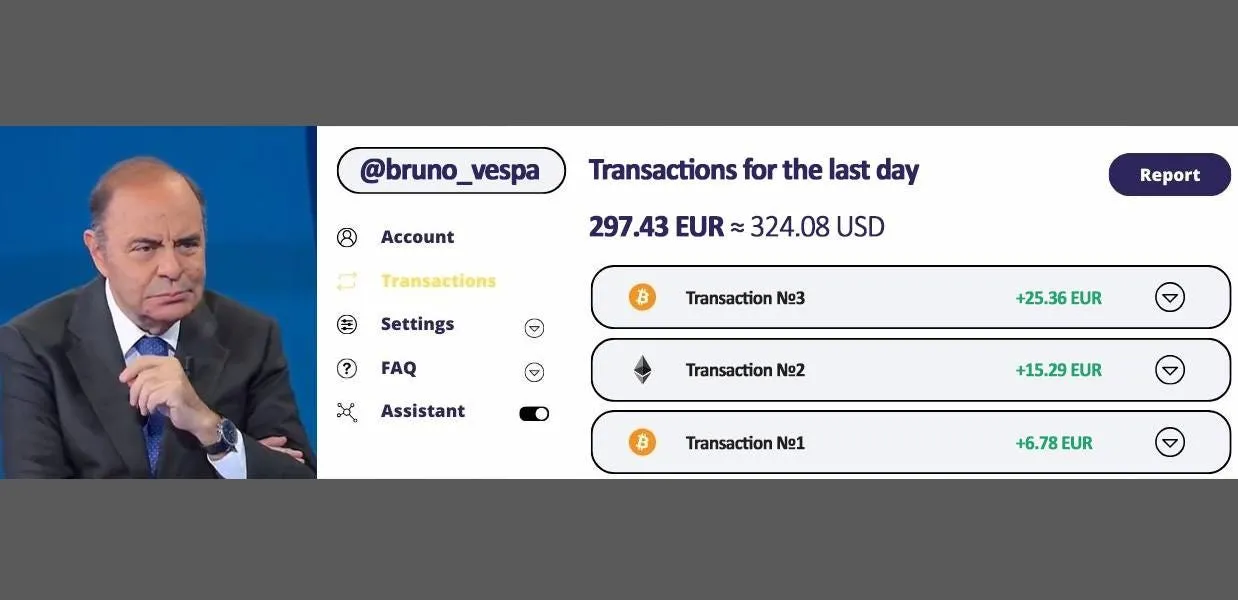 @bruno_vespa
Account
Transactions
Settings
FAQ
Assistant
Transactions for the last day
Report
297.43 EUR ≈ 324.08 USD
Transaction №3 +25.36 EUR
Transaction №2 +15.29 EUR
Transaction №1 +6.78 EUR